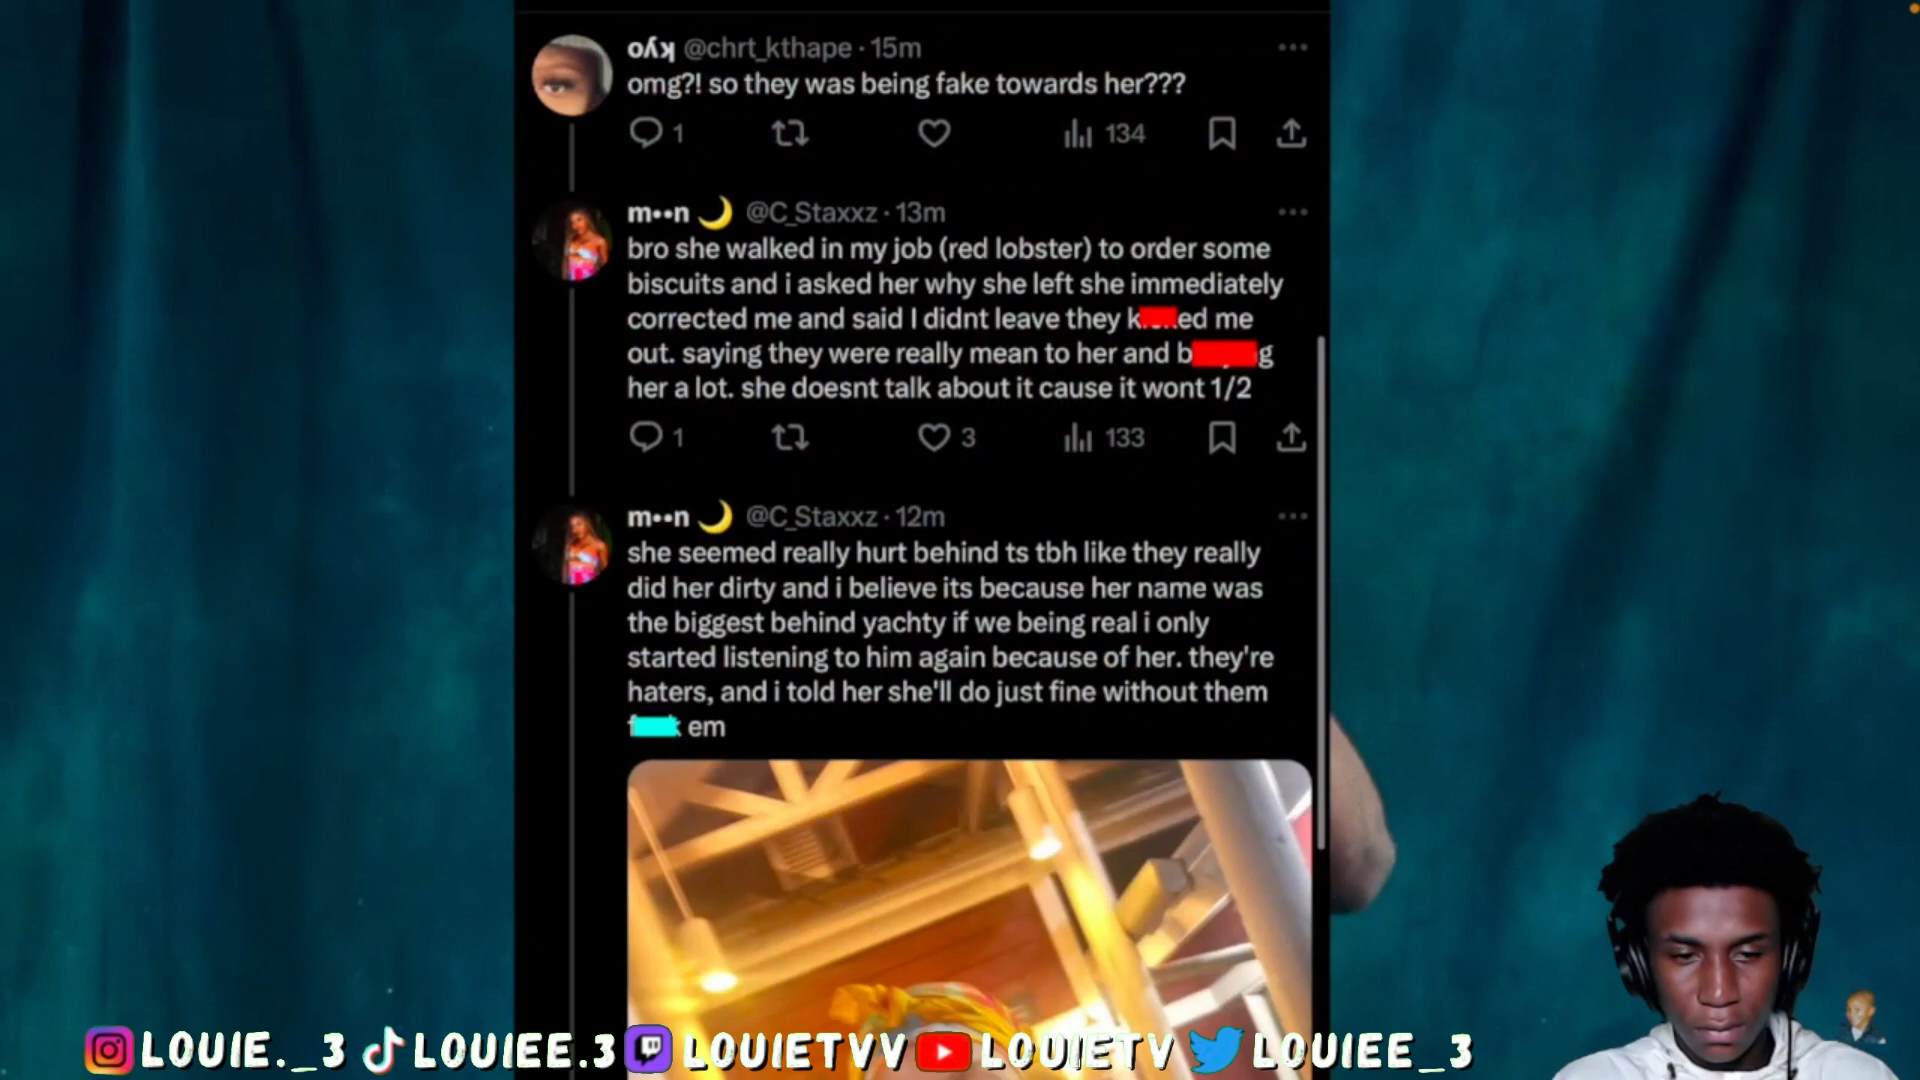 oʎʞ @chrt_kthape · 15m
omg?! so they was being fake towards her???
1 134
m••n 🌙 @C_Staxxz · 13m
bro she walked in my job (red lobster) to order some
biscuits and i asked her why she left she immediately
corrected me and said I didnt leave they k ed me
out. saying they were really mean to her and b g
her a lot. she doesnt talk about it cause it wont 1/2
1 3 133
m••n 🌙 @C_Staxxz · 12m
she seemed really hurt behind ts tbh like they really
did her dirty and i believe its because her name was
the biggest behind yachty if we being real i only
started listening to him again because of her. they're
haters, and i told her she'll do just fine without them
f k em
LOUIE._3 LOUIEE.3 LOUIETVV LOUIETV LOUIEE_3